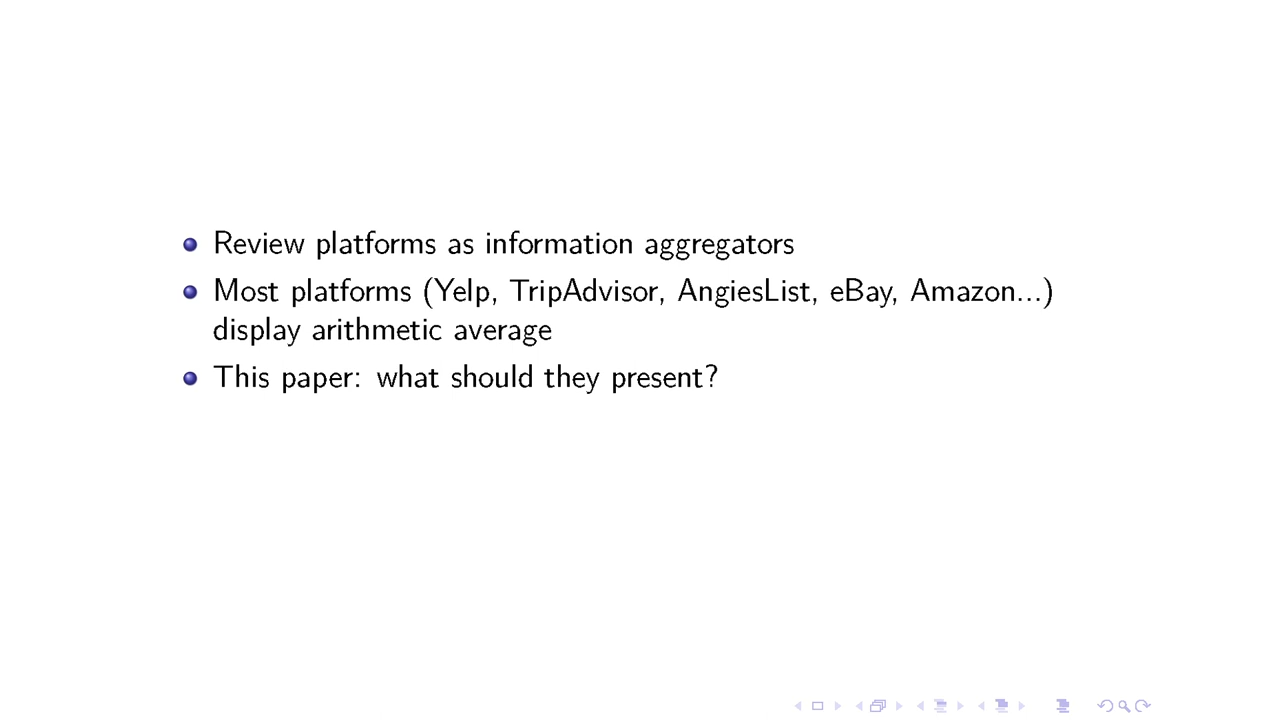 Review platforms as information aggregators
Most platforms (Yelp, TripAdvisor, AngiesList, eBay, Amazon...)
display arithmetic average
This paper: what should they present?